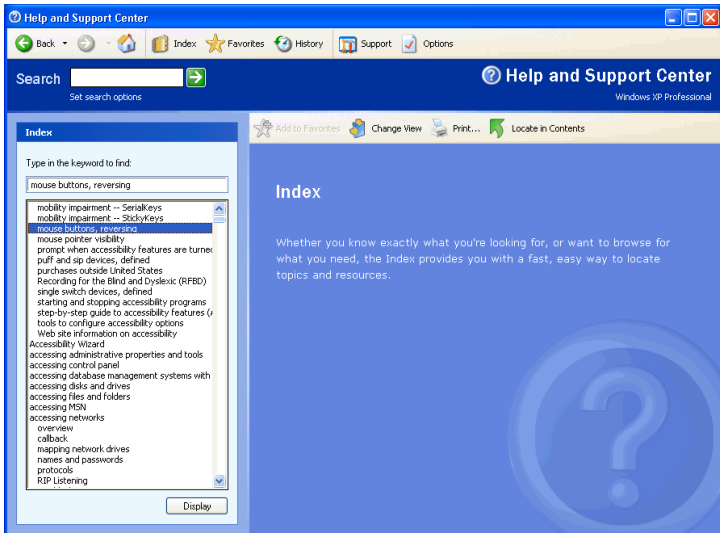 Help and Support Center
Back
Index
Favorites
History
Support
Options
Search
Set search options
Help and Support Center
Windows XP Professional
Index
Add to Favorites
Change View
Print...
Locate in Contents
Type in the keyword to find:
mouse buttons, reversing
mobility impairment -- SerialKeys
mobility impairment -- StickyKeys
mouse buttons, reversing
mouse pointer visibility
prompt when accessibility features are turned
puff and sip devices, defined
purchases outside United States
Recording for the Blind and Dyslexic (RFBD)
single switch devices, defined
starting and stopping accessibility programs
step-by-step guide to accessibility features (
tools to configure accessibility options
Web site information on accessibility
Accessibility Wizard
accessing administrative properties and tools
accessing control panel
accessing database management systems with
accessing disks and drives
accessing files and folders
accessing MSN
accessing networks
overview
callback
mapping network drives
names and passwords
protocols
RIP Listening
Display
Index
Whether you know exactly what you're looking for, or want to browse for
what you need, the Index provides you with a fast, easy way to locate
topics and resources.